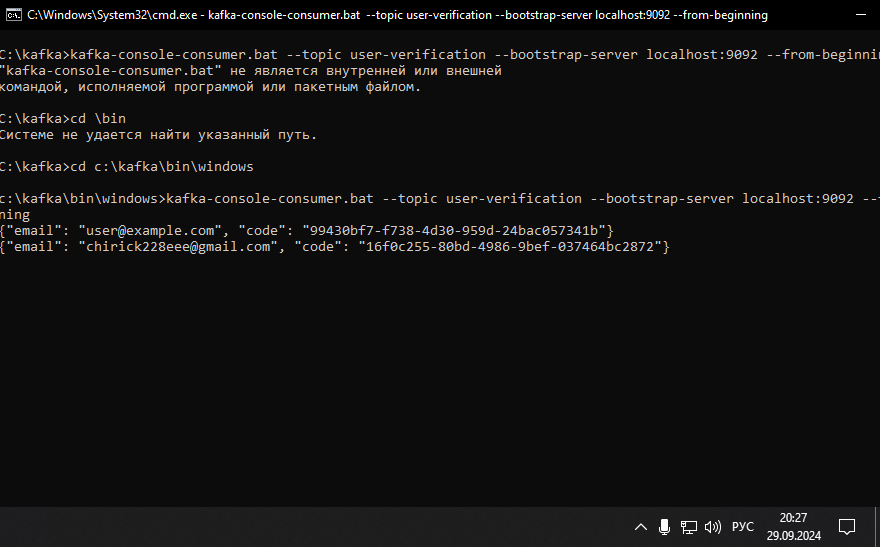 C:\Windows\System32\cmd.exe - kafka-console-consumer.bat --topic user-verification --bootstrap-server localhost:9092 --from-beginning
C:\kafka>kafka-console-consumer.bat --topic user-verification --bootstrap-server localhost:9092 --from-beginnin
"kafka-console-consumer.bat" не является внутренней или внешней
командой, исполняемой программой или пакетным файлом.
C:\kafka>cd \bin
Системе не удается найти указанный путь.
C:\kafka>cd c:\kafka\bin\windows
c:\kafka\bin\windows>kafka-console-consumer.bat --topic user-verification --bootstrap-server localhost:9092 --
ning
{"email": "user@example.com", "code": "99430bf7-f738-4d30-959d-24bac057341b"}
{"email": "chirick228eee@gmail.com", "code": "16f0c255-80bd-4986-9bef-037464bc2872"}
РУС
20:27
29.09.2024